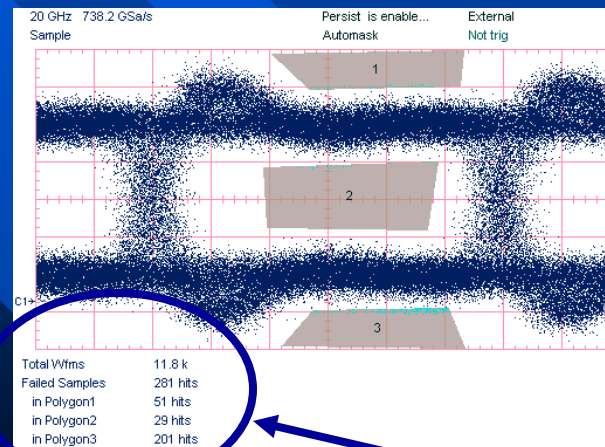 20 GHz 738.2 GSa/s Persist is enable... External
Sample Automask Not trig
1
2
C1
3
Total Wfms 11.8 k
Failed Samples 281 hits
in Polygon1 51 hits
in Polygon2 29 hits
in Polygon3 201 hits